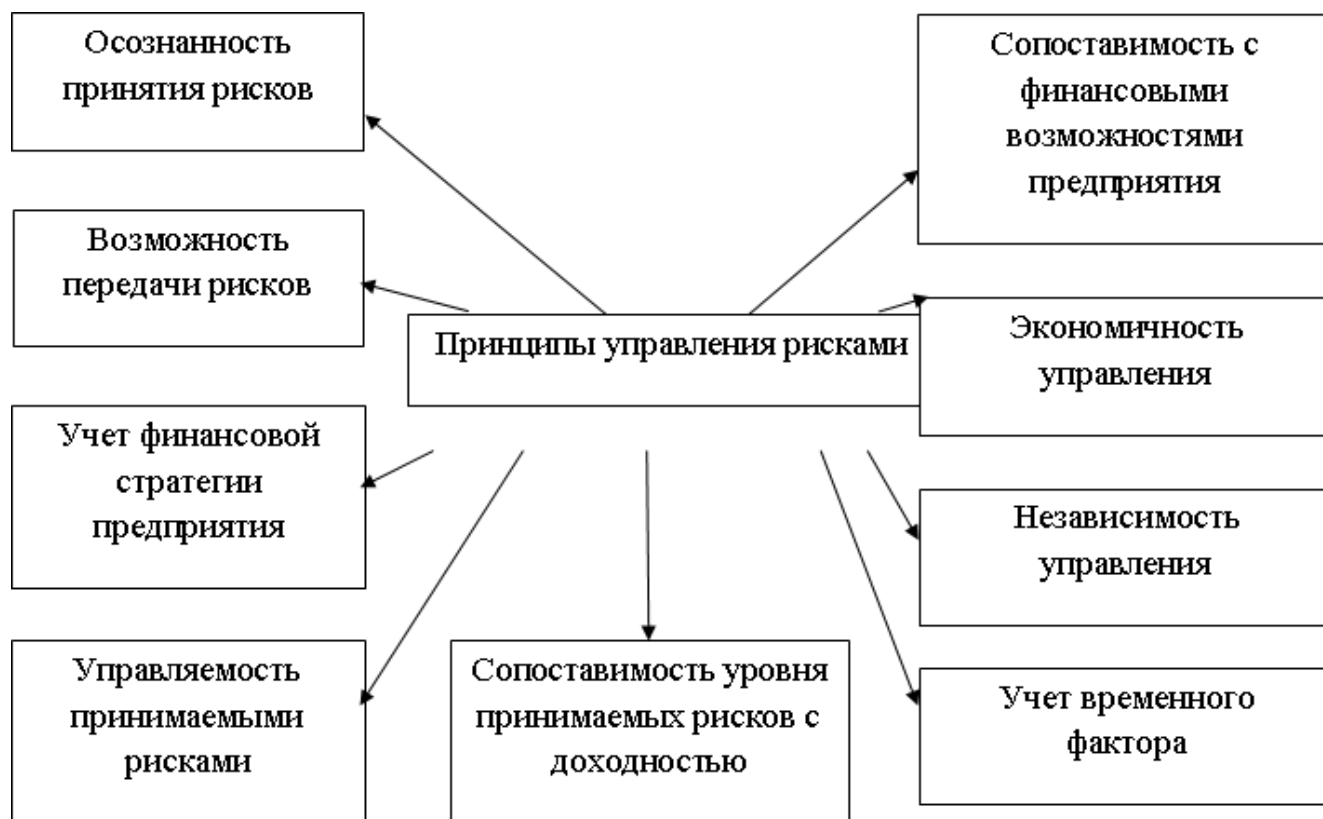 Осознанность
принятия рисков
Сопоставимость с
финансовыми
возможностями
предприятия
Возможность
передачи рисков
Принципы управления рисками
Экономичность
управления
Учет финансовой
стратегии
предприятия
Независимость
управления
Управляемость
принимаемыми
рисками
Сопоставимость уровня
принимаемых рисков с
доходностью
Учет временного
фактора